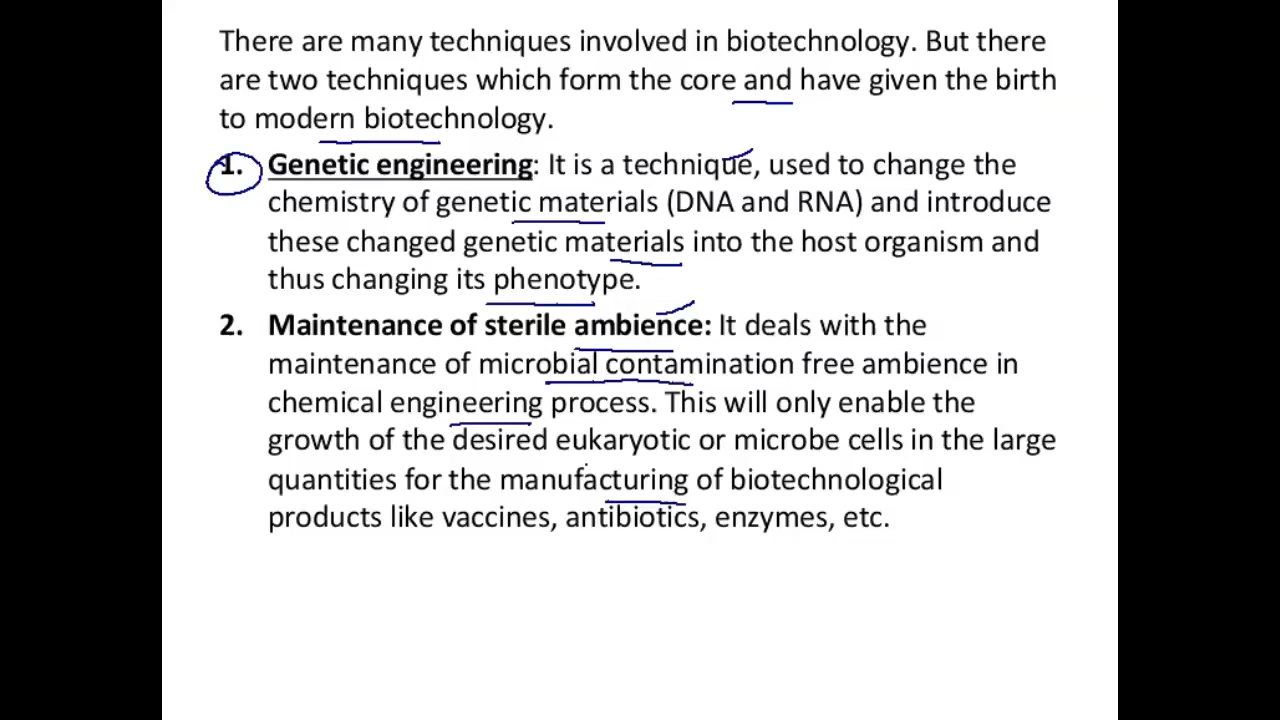 There are many techniques involved in biotechnology. But there
are two techniques which form the core and have given the birth
to modern biotechnology.
1. Genetic engineering: It is a technique, used to change the
chemistry of genetic materials (DNA and RNA) and introduce
these changed genetic materials into the host organism and
thus changing its phenotype.
2. Maintenance of sterile ambience: It deals with the
maintenance of microbial contamination free ambience in
chemical engineering process. This will only enable the
growth of the desired eukaryotic or microbe cells in the large
quantities for the manufacturing of biotechnological
products like vaccines, antibiotics, enzymes, etc.